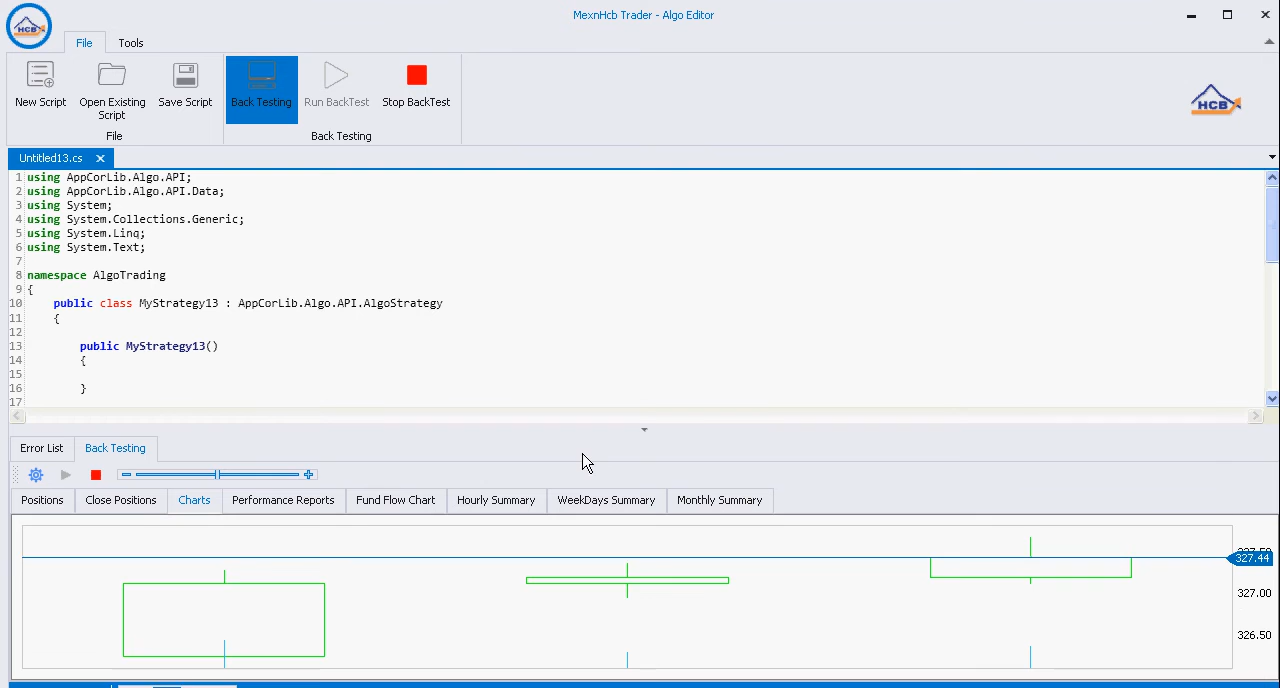 MexnHcb Trader - Algo Editor
HCB
File Tools
New Script Open Existing Script Save Script Back Testing Run BackTest Stop BackTest
HCB
File Back Testing
Untitled13.cs
1 using AppCorLib.Algo.API;
2 using AppCorLib.Algo.API.Data;
3 using System;
4 using System.Collections.Generic;
5 using System.Linq;
6 using System.Text;
7
8 namespace AlgoTrading
9 {
10 public class MyStrategy13 : AppCorLib.Algo.API.AlgoStrategy
11 {
12
13 public MyStrategy13()
14 {
15
16 }
17
Error List Back Testing
Positions Close Positions Charts Performance Reports Fund Flow Chart Hourly Summary WeekDays Summary Monthly Summary
327.50
327.44
327.00
326.50